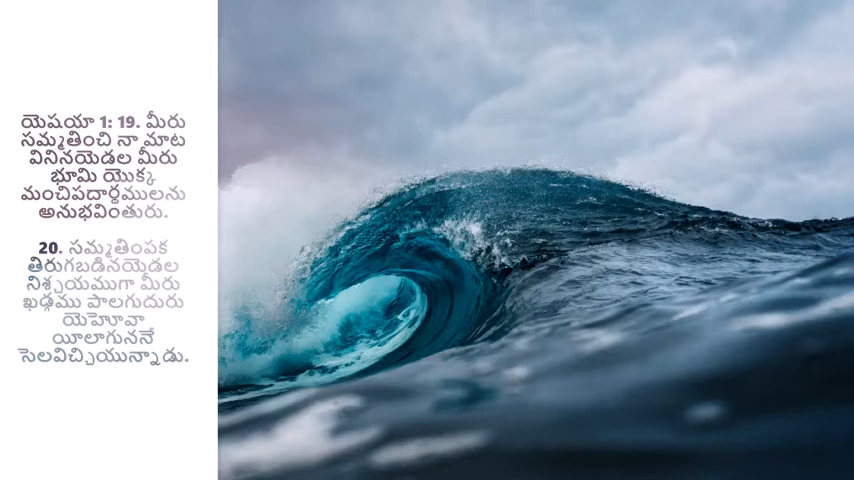 యెషయా 1: 19. మీరు
సమ్మతించి నా మాట
వినినయెడల మీరు
భూమి యొక్క
మంచిపదార్థములను
అనుభవింతురు.
20. సమ్మతింపక
తిరుగబడినయెడల
నిశ్చయముగా మీరు
ఖడ్గము పాలగుదురు
యెహోవా
యీలాగుననే
సెలవిచ్చియున్నాడు.